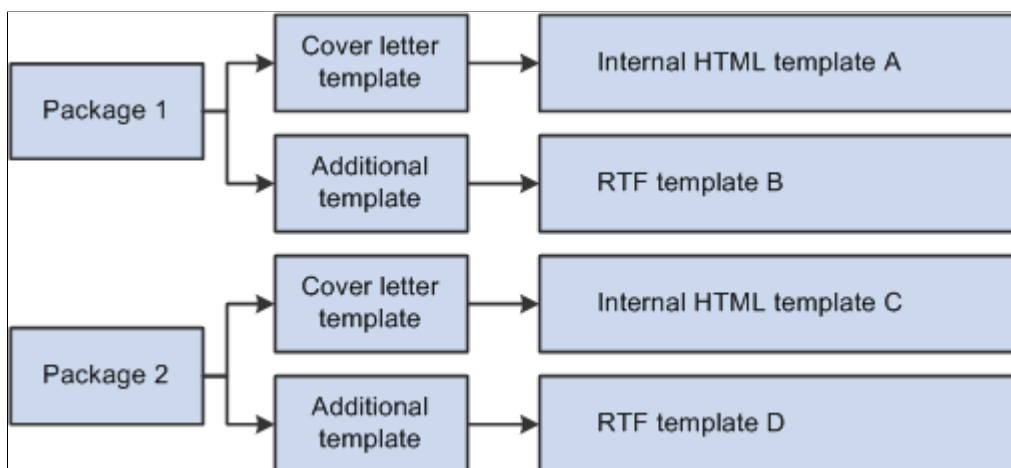 Cover letter
template
Internal HTML template A
Package 1
Additional
template
RTF template B
Cover letter
template
Internal HTML template C
Package 2
Additional
template
RTF template D